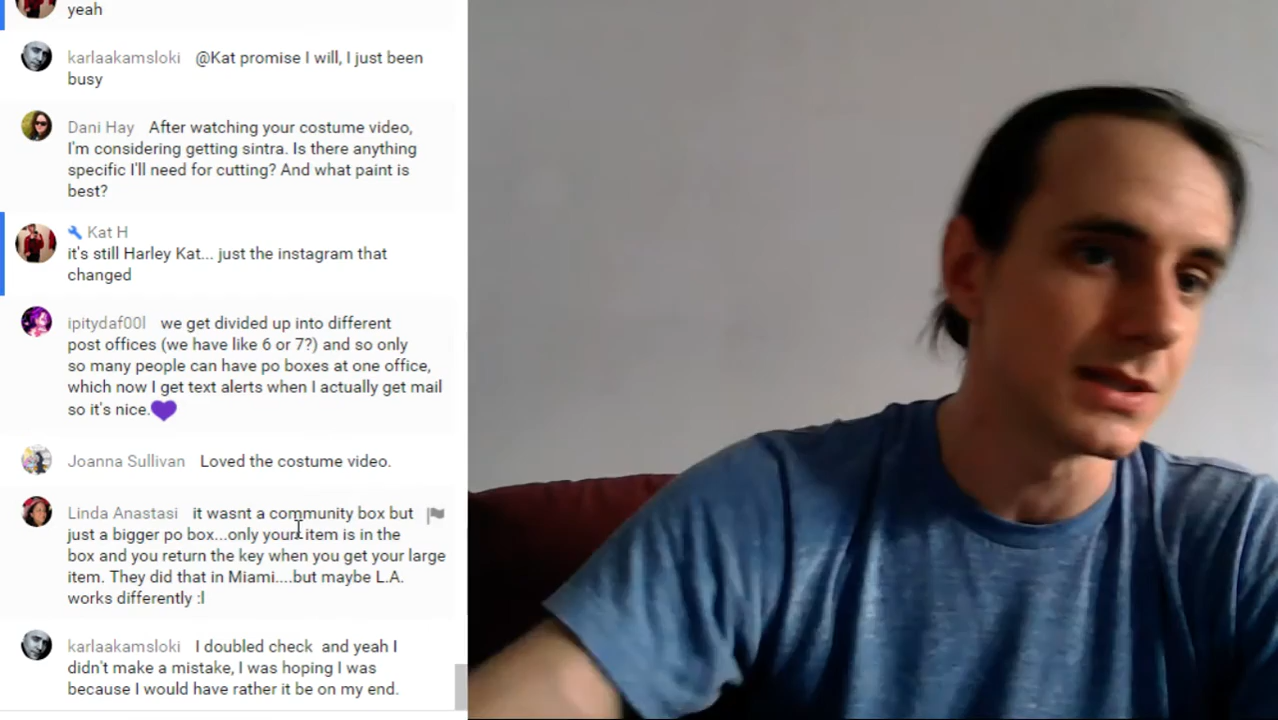 yeah
karlaakamsloki @Kat promise I will, I just been
busy
Dani Hay After watching your costume video,
I'm considering getting sintra. Is there anything
specific I'll need for cutting? And what paint is
best?
Kat H
it's still Harley Kat... just the instagram that
changed
ipitydaf00l we get divided up into different
post offices (we have like 6 or 7?) and so only
so many people can have po boxes at one office,
which now I get text alerts when I actually get mail
so it's nice.💜
Joanna Sullivan Loved the costume video.
Linda Anastasi it wasnt a community box but
just a bigger po box...only your item is in the
box and you return the key when you get your large
item. They did that in Miami....but maybe L.A.
works differently :l
karlaakamsloki I doubled check and yeah I
didn't make a mistake, I was hoping I was
because I would have rather it be on my end.